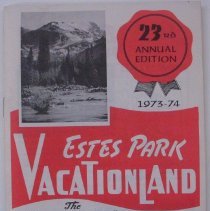 23RD
ANNUAL
EDITION
1973-74
ESTES PARK
VACATIONLAND
The